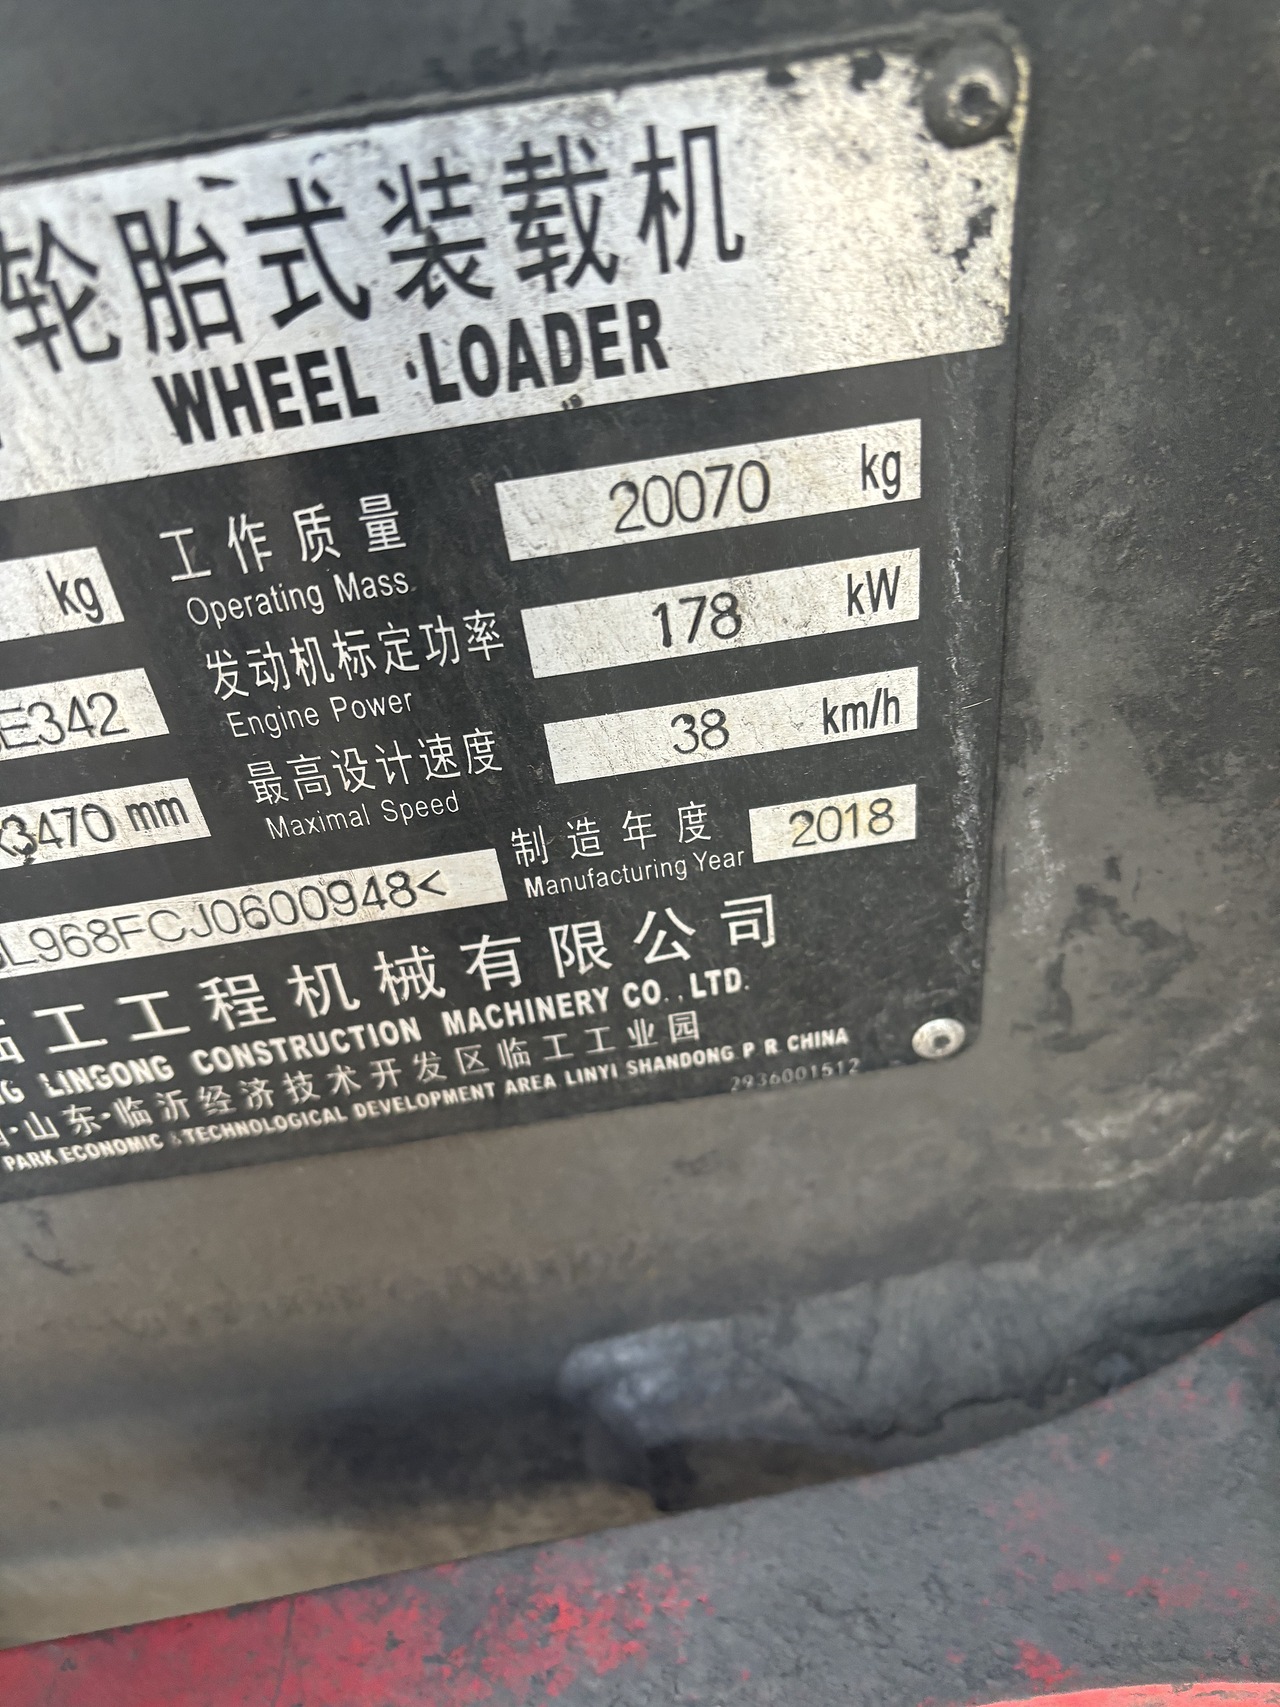 轮胎式装载机
WHEEL LOADER
kg
工作质量 20070 kg
Operating Mass
E342
发动机标定功率 178 kW
Engine Power
3470 mm
最高设计速度 38 km/h
Maximal Speed
L968FCJ0600948<
制造年度 2018
Manufacturing Year
工工程机械有限公司
LINGONG CONSTRUCTION MACHINERY CO.,LTD.
·山东·临沂经济技术开发区临工工业园
PARK ECONOMIC & TECHNOLOGICAL DEVELOPMENT AREA LINYI SHANDONG P R CHINA
2936001512